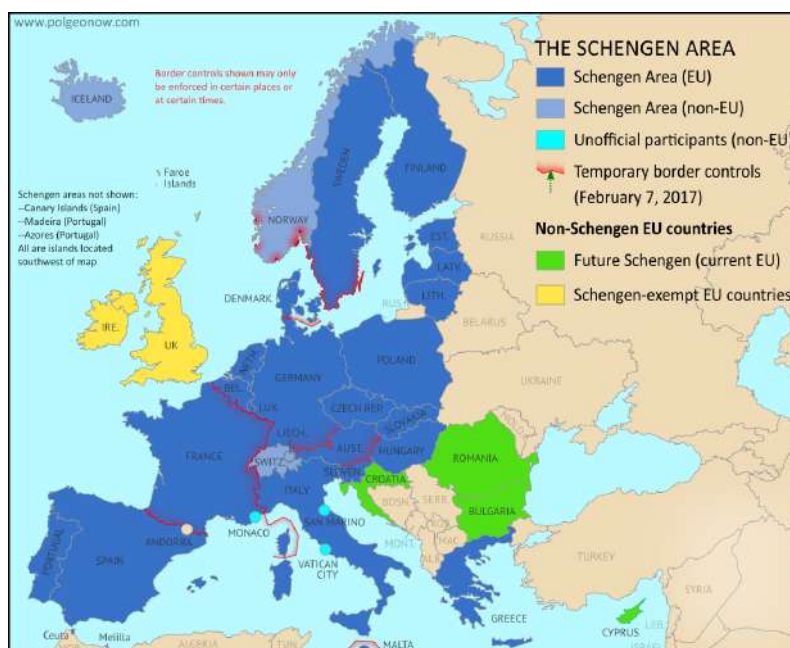 www.polgeonow.com
THE SCHENGEN AREA
Schengen Area (EU)
Schengen Area (non-EU)
Unofficial participants (non-EU)
Temporary border controls
(February 7, 2017)
Non-Schengen EU countries
Future Schengen (current EU)
Schengen-exempt EU countries
Border controls shown may only
be enforced in certain places or
at certain times.
Schengen areas not shown:
--Canary Islands (Spain)
--Madeira (Portugal)
--Azores (Portugal)
All are islands located
southwest of map
ICELAND
Faroe
Islands
NORWAY
SWEDEN
FINLAND
RUSSIA
EST.
LATV.
LITH.
RUS.
DENMARK
BELARUS
IRE.
UK
NETH.
BEL.
LUX.
GERMANY
POLAND
UKRAINE
CZECH REP.
SLOVAKIA
LIECH.
AUST.
HUNGARY
SWITZ.
SLOVEN.
FRANCE
ITALY
CROATIA
ROMANIA
BOSN.
SERB.
BULGARIA
SAN MARINO
MONACO
MONT.
KOS.
MAC.
ALB.
ANDORRA
VATICAN
CITY
PORTUGAL
SPAIN
TURKEY
SYRIA
GREECE
CYPRUS
LEB.
ISRAEL
Ceuta
Melilla
MOR.
ALGERIA
TUN.
MALTA